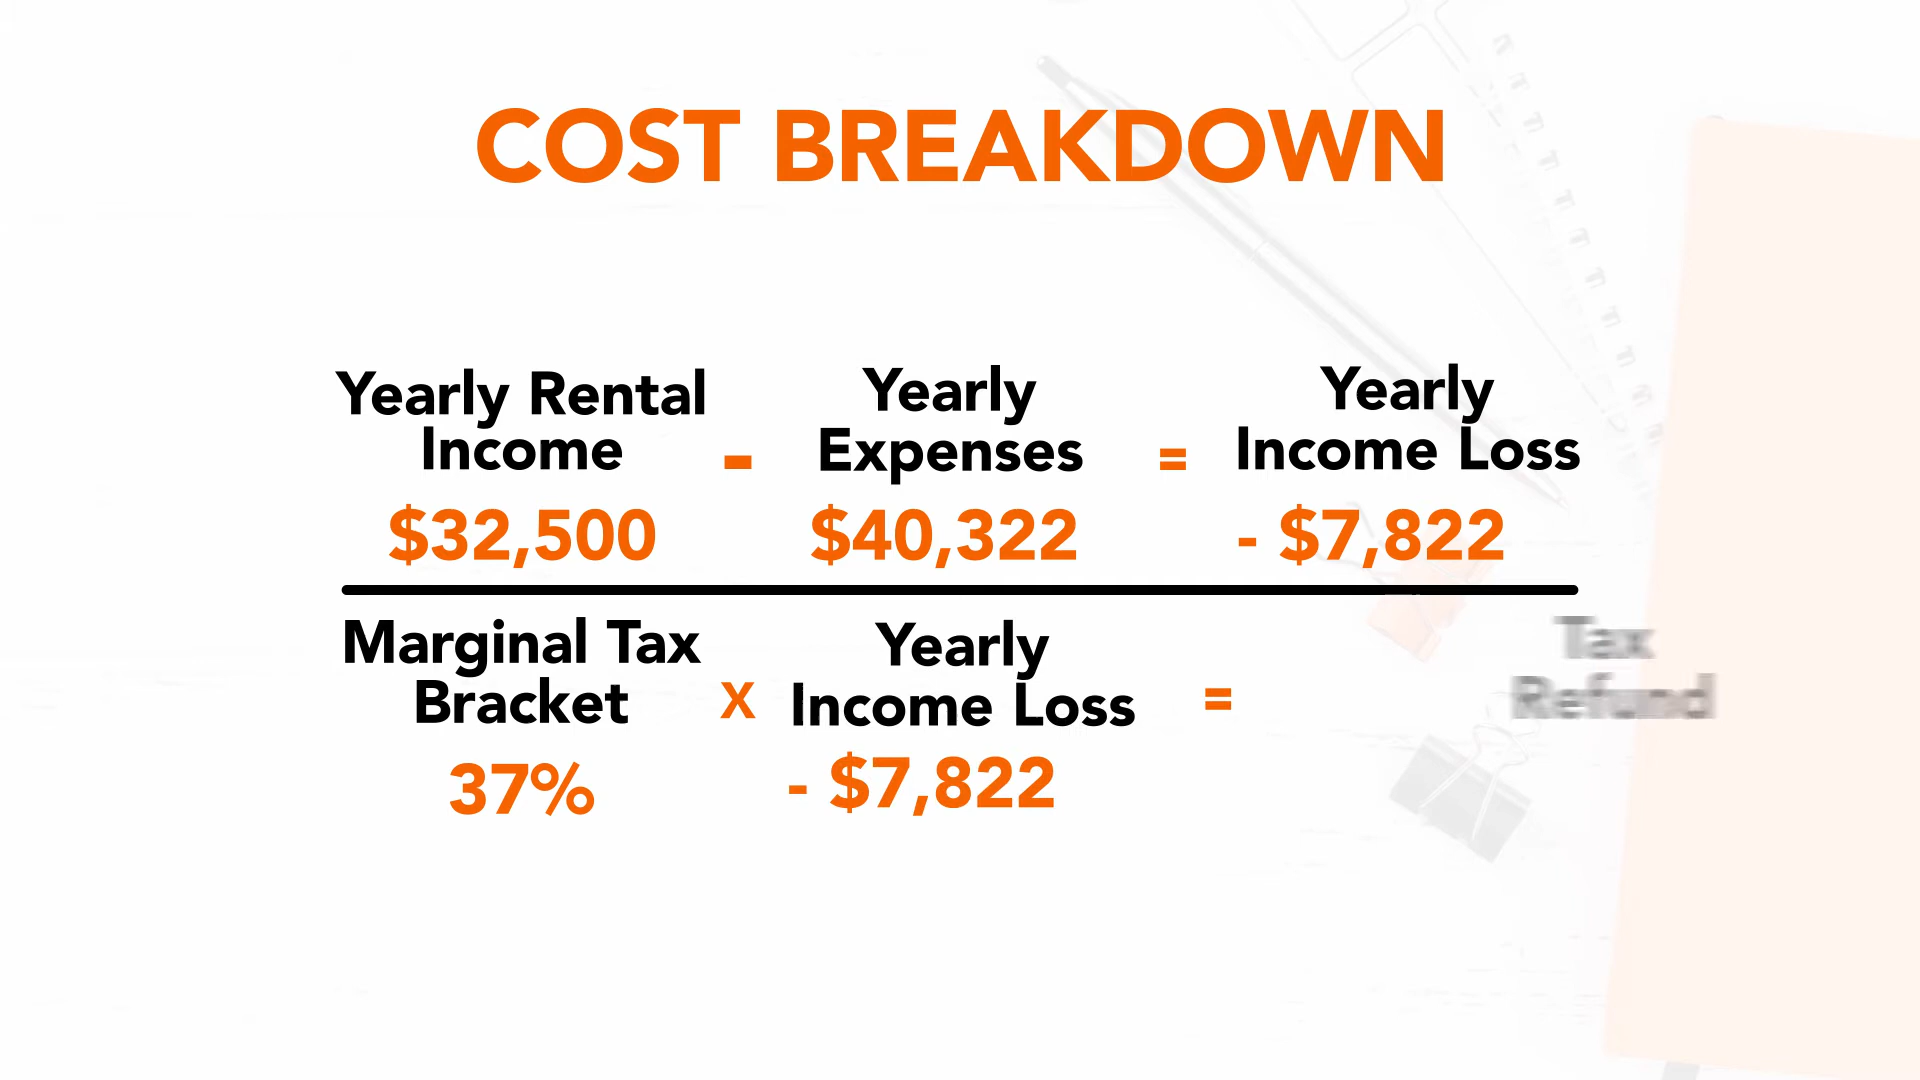 COST BREAKDOWN
Yearly Rental
Income
-
Yearly
Expenses
=
Yearly
Income Loss
$32,500
$40,322
- $7,822
Marginal Tax
Bracket
x
Yearly
Income Loss
=
Tax
Refund
37%
- $7,822